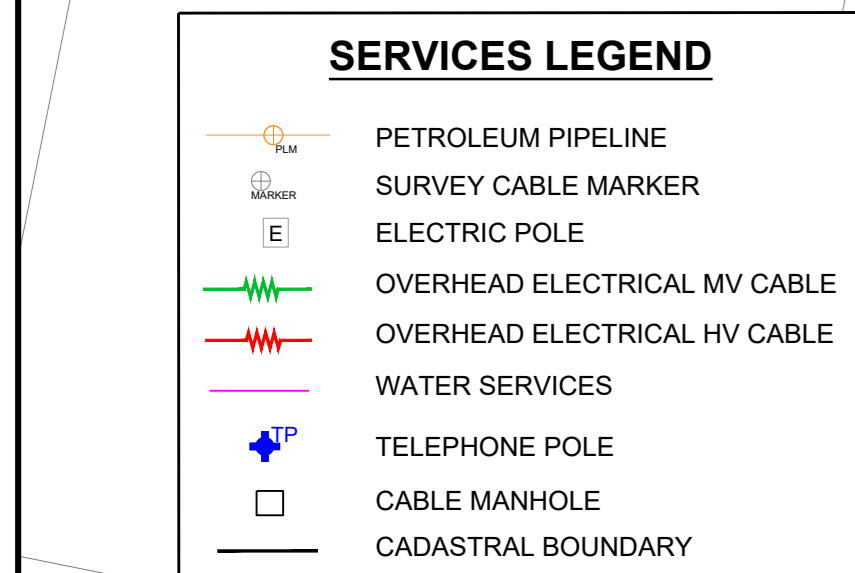 SERVICES LEGEND
PLM PETROLEUM PIPELINE
MARKER SURVEY CABLE MARKER
E ELECTRIC POLE
OVERHEAD ELECTRICAL MV CABLE
OVERHEAD ELECTRICAL HV CABLE
WATER SERVICES
TP TELEPHONE POLE
CABLE MANHOLE
CADASTRAL BOUNDARY